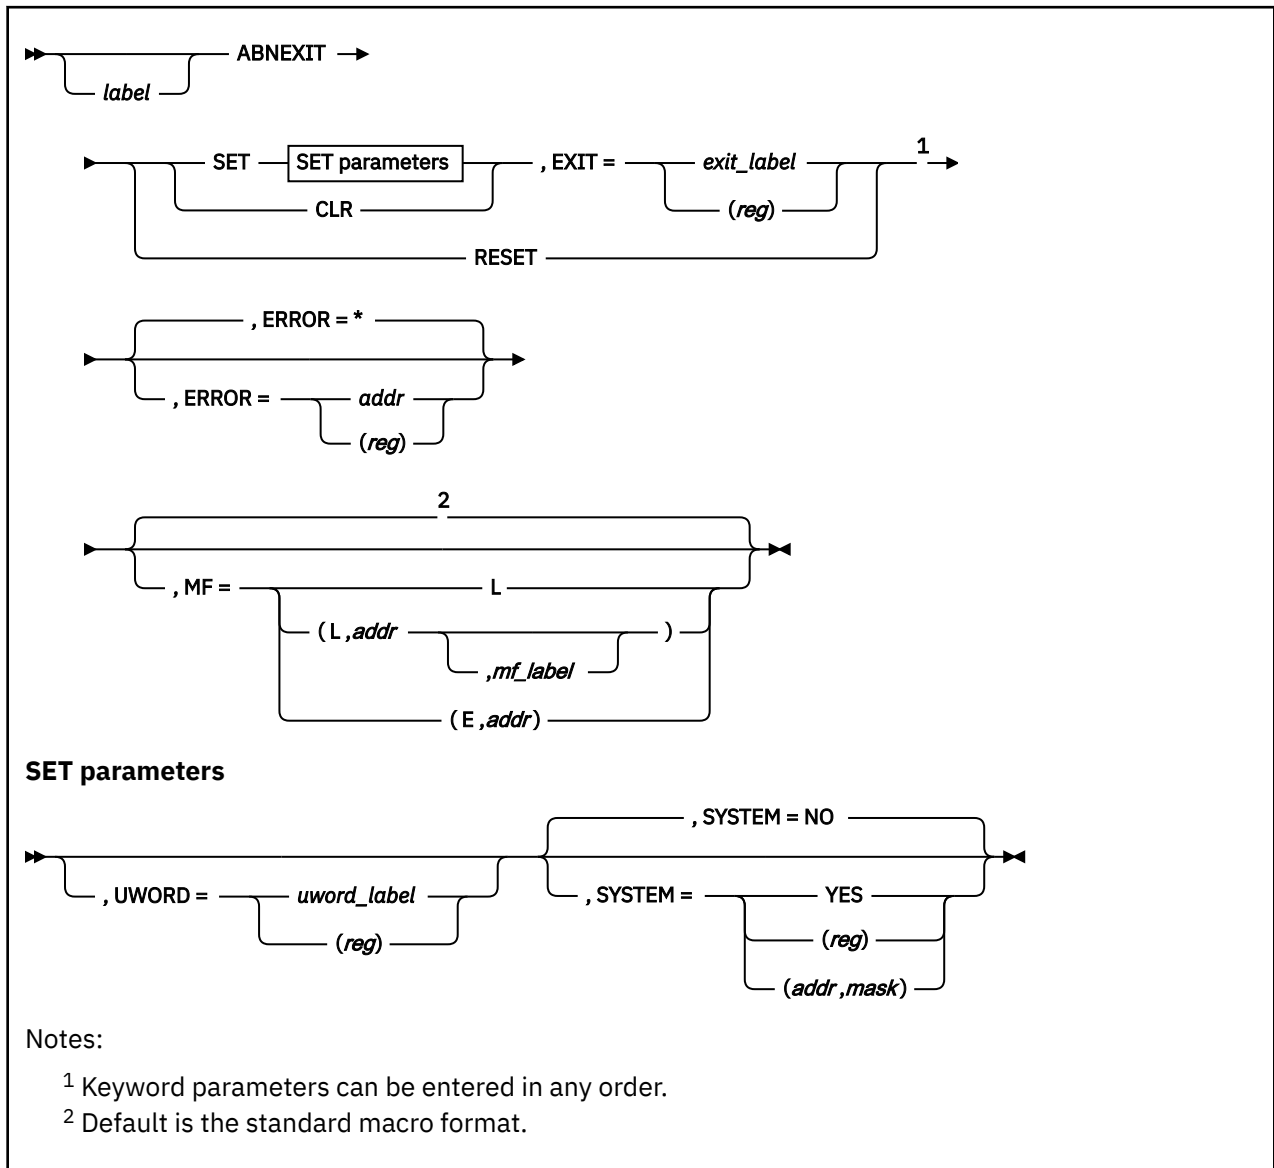 ABNEXIT
label
1
SET SET parameters , EXIT = exit_label
CLR (reg)
RESET
, ERROR = *
, ERROR = addr
(reg)
2
, MF = L
( L ,addr )
,mf_label
( E ,addr )
SET parameters
, SYSTEM = NO
, UWORD = uword_label , SYSTEM = YES
(reg) (reg)
(addr ,mask)
Notes:
1 Keyword parameters can be entered in any order.
2 Default is the standard macro format.